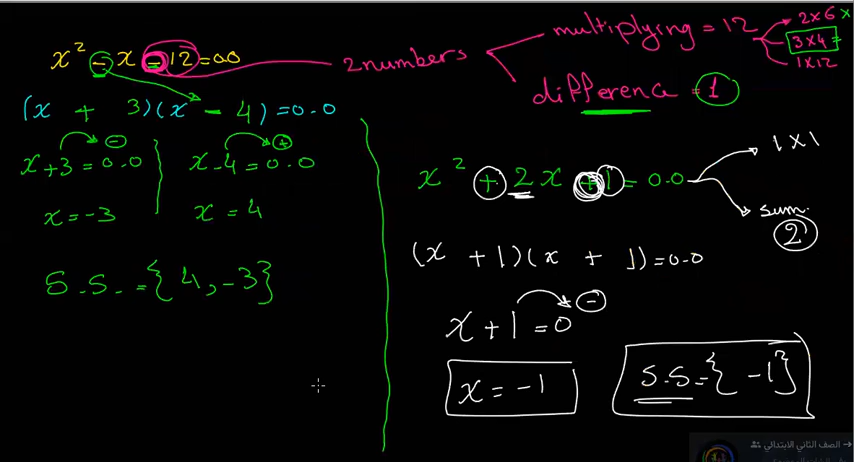 x² - x - 12 = 0.0
2 numbers
multiplying = 12
2 x 6 x
3 x 4 =
1 x 12
difference = 1
(x + 3)(x - 4) = 0.0
x + 3 = 0.0
-
x - 4 = 0.0
+
x = -3
x = 4
S.S. = {4, -3}
x² + 2x + 1 = 0.0
1 x 1
sum.
2
(x + 1)(x + 1) = 0.0
x + 1 = 0
-
x = -1
S.S = {-1}
الصف الثاني الابتدائي